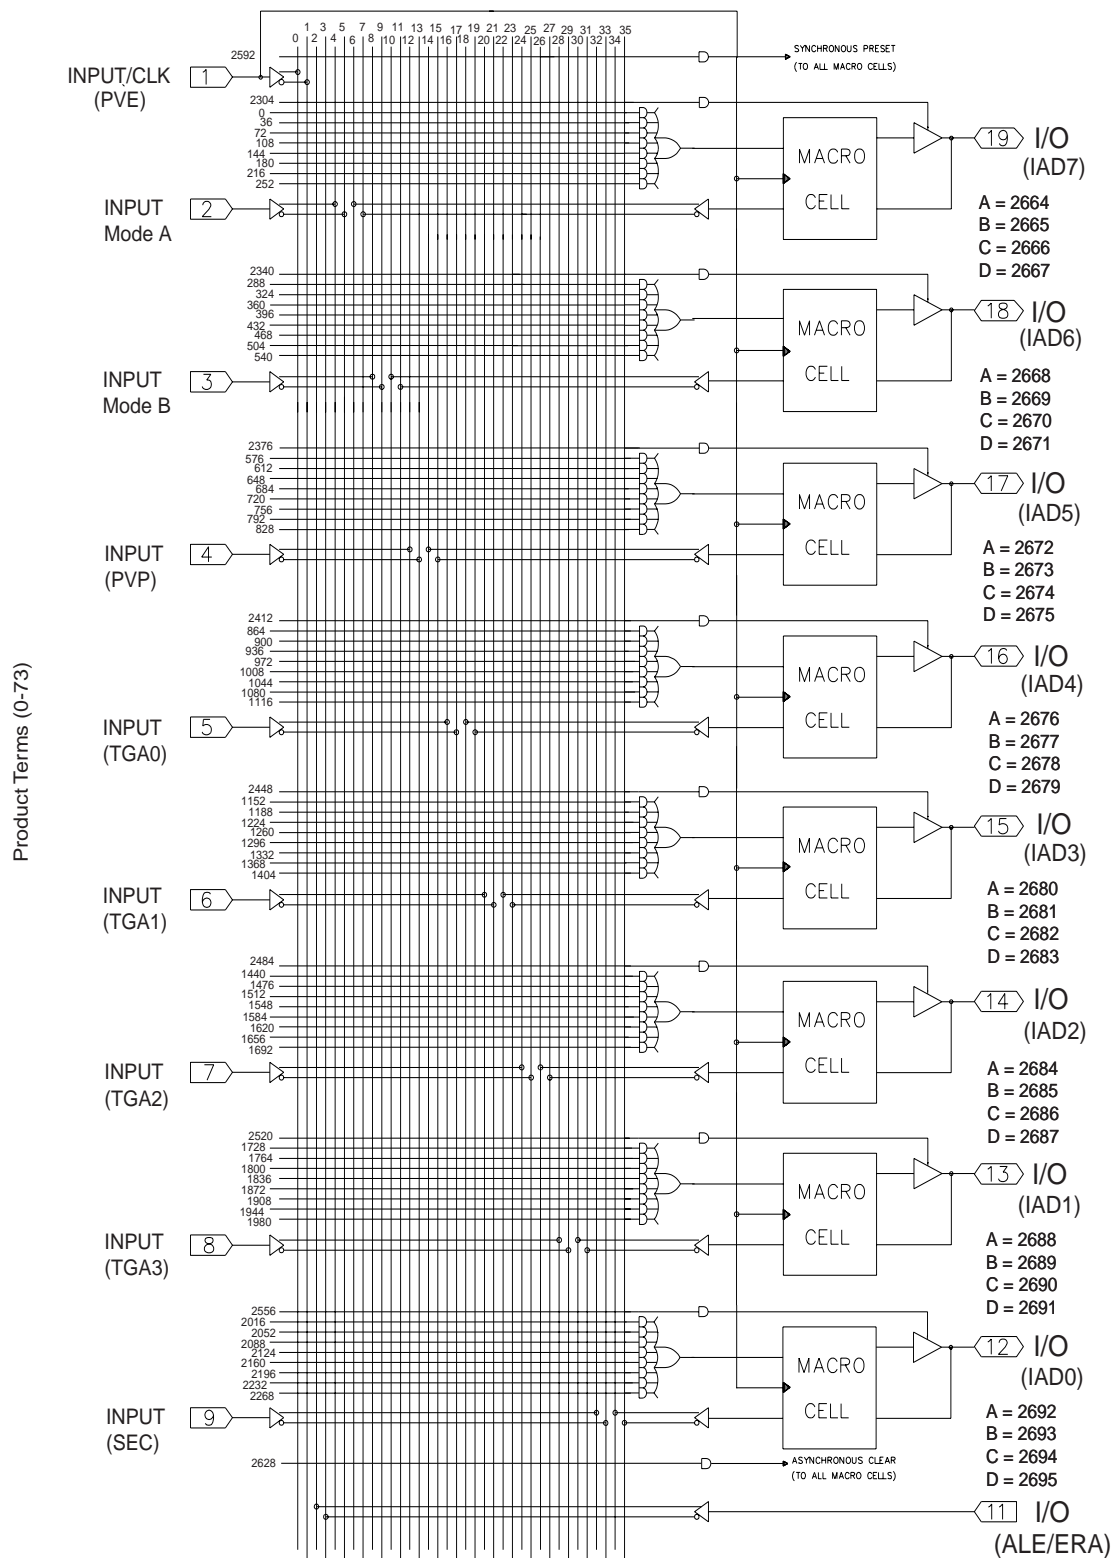 1 3 5 7 9 11 13 15 17 19 21 23 25 27 29 31 33 35
0 2 4 6 8 10 12 14 16 18 20 22 24 26 28 30 32 34
2592
SYNCHRONOUS PRESET
(TO ALL MACRO CELLS)
INPUT/CLK
(PVE)
1
2304
0
36
72
108
144
180
216
252
MACRO
CELL
19 I/O
(IAD7)
INPUT
Mode A
2
A = 2664
B = 2665
C = 2666
D = 2667
2340
288
324
360
396
432
468
504
540
MACRO
CELL
18 I/O
(IAD6)
INPUT
Mode B
3
A = 2668
B = 2669
C = 2670
D = 2671
2376
576
612
648
684
720
756
792
828
MACRO
CELL
17 I/O
(IAD5)
INPUT
(PVP)
4
A = 2672
B = 2673
C = 2674
D = 2675
2412
864
900
936
972
1008
1044
1080
1116
MACRO
CELL
16 I/O
(IAD4)
Product Terms (0-73)
INPUT
(TGA0)
5
A = 2676
B = 2677
C = 2678
D = 2679
2448
1152
1188
1224
1260
1296
1332
1368
1404
MACRO
CELL
15 I/O
(IAD3)
INPUT
(TGA1)
6
A = 2680
B = 2681
C = 2682
D = 2683
2484
1440
1476
1512
1548
1584
1620
1656
1692
MACRO
CELL
14 I/O
(IAD2)
INPUT
(TGA2)
7
A = 2684
B = 2685
C = 2686
D = 2687
2520
1728
1764
1800
1836
1872
1908
1944
1980
MACRO
CELL
13 I/O
(IAD1)
INPUT
(TGA3)
8
A = 2688
B = 2689
C = 2690
D = 2691
2556
2016
2052
2088
2124
2160
2196
2232
2268
MACRO
CELL
12 I/O
(IAD0)
INPUT
(SEC)
9
A = 2692
B = 2693
C = 2694
D = 2695
2628
ASYNCHRONOUS CLEAR
(TO ALL MACRO CELLS)
11 I/O
(ALE/ERA)